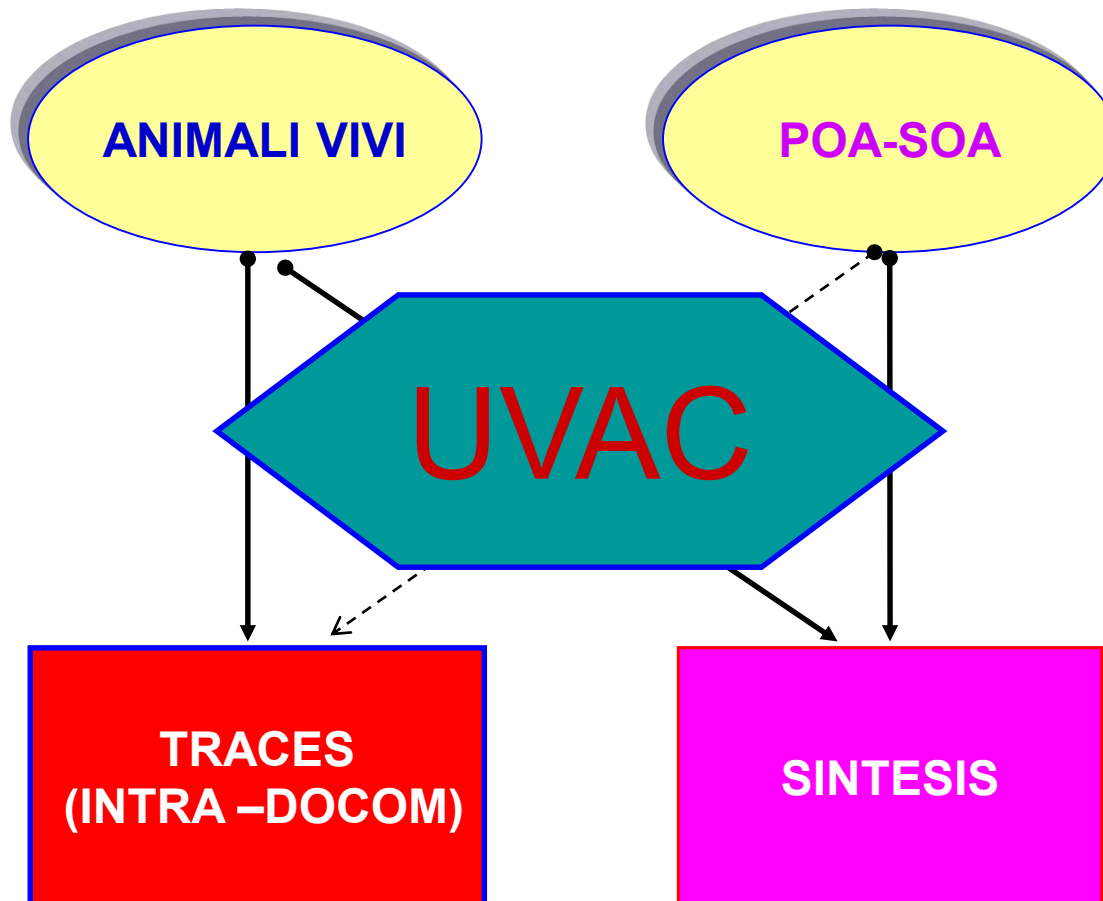 ANIMALI VIVI
POA-SOA
UVAC
TRACES
(INTRA –DOCOM)
SINTESIS